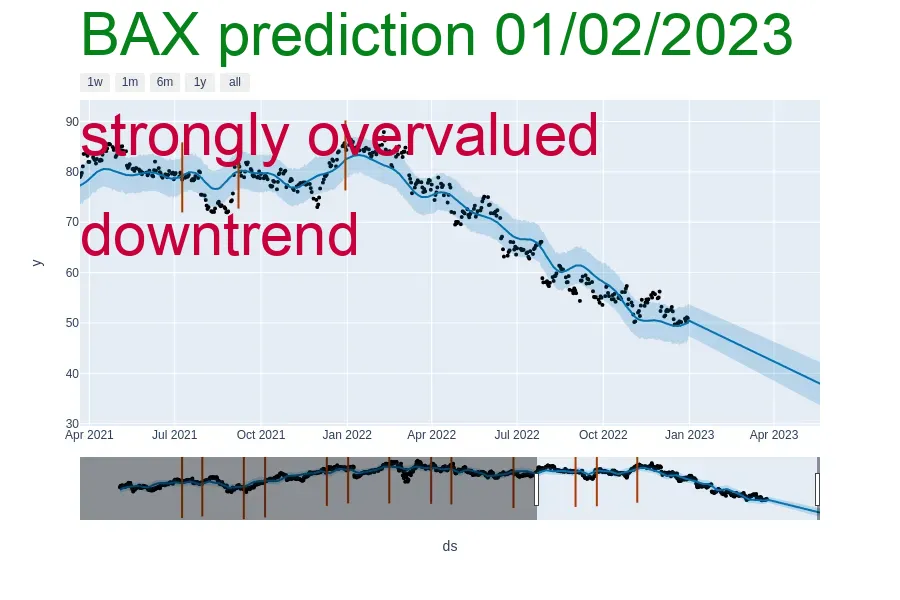 BAX prediction 01/02/2023
1w 1m 6m 1y all
strongly overvalued
downtrend
90
80
70
60
50
40
30
y
Apr 2021 Jul 2021 Oct 2021 Jan 2022 Apr 2022 Jul 2022 Oct 2022 Jan 2023 Apr 2023
ds